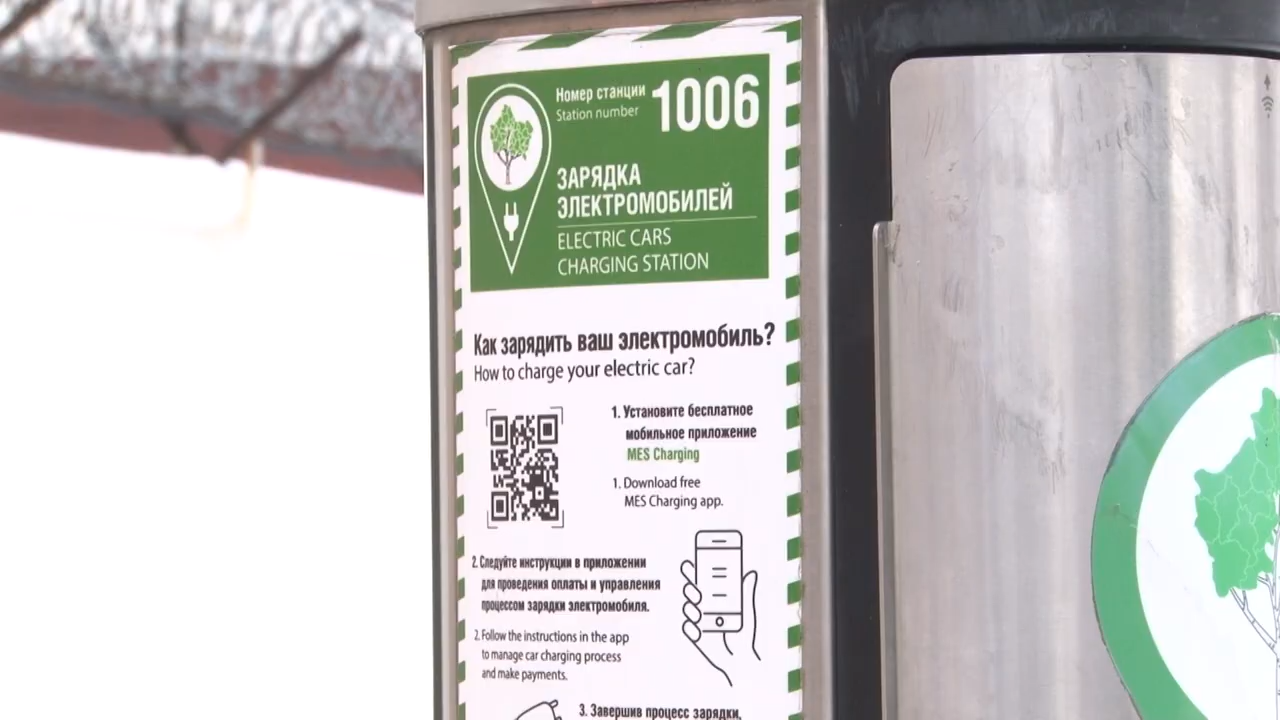 Номер станции
Station number
1006
ЗАРЯДКА
ЭЛЕКТРОМОБИЛЕЙ
ELECTRIC CARS
CHARGING STATION
Как зарядить ваш электромобиль?
How to charge your electric car?
1. Установите бесплатное
мобильное приложение
MES Charging
1. Download free
MES Charging app.
2. Следуйте инструкции в приложении
для проведения оплаты и управления
процессом зарядки электромобиля.
2. Follow the instructions in the app
to manage car charging process
and make payments.
3. Завершив процесс зарядки,